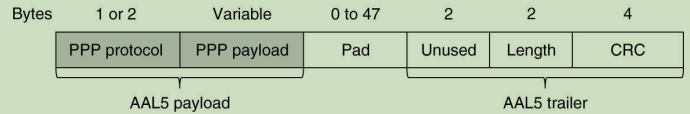 Bytes 1 or 2 Variable 0 to 47 2 2 4
PPP protocol PPP payload Pad Unused Length CRC
AAL5 payload AAL5 trailer